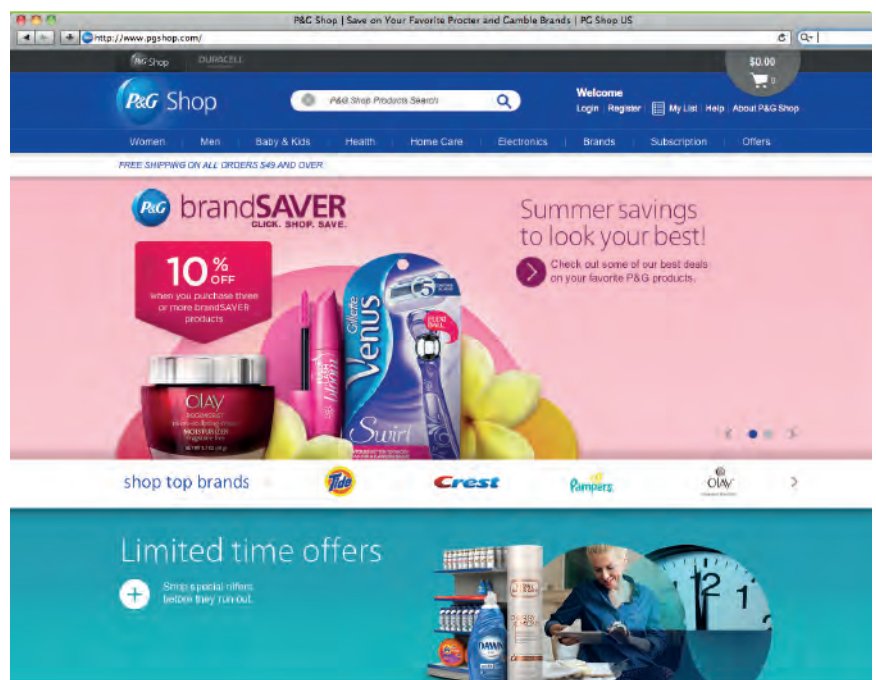 P&G Shop | Save on Your Favorite Procter and Gamble Brands | PG Shop US
http://www.pgshop.com/
P&G Shop DURACELL $0.00
0
P&G Shop
P&G Shop Products Search
Welcome
Login Register My List Help About P&G Shop
Women Men Baby & Kids Health Home Care Electronics Brands Subscription Offers
FREE SHIPPING ON ALL ORDERS $49 AND OVER
P&G brandSAVER
CLICK. SHOP. SAVE.
Summer savings
to look your best!
Check out some of our best deals
on your favorite P&G products.
10% OFF
when you purchase three
or more brandSAVER
products
5
Gillette
Venus
Swirl
OLAY
MOISTURIZER
shop top brands Tide Crest Pampers OLAY
Limited time offers
Shop special offers
before they run out.
DAWN
12
1